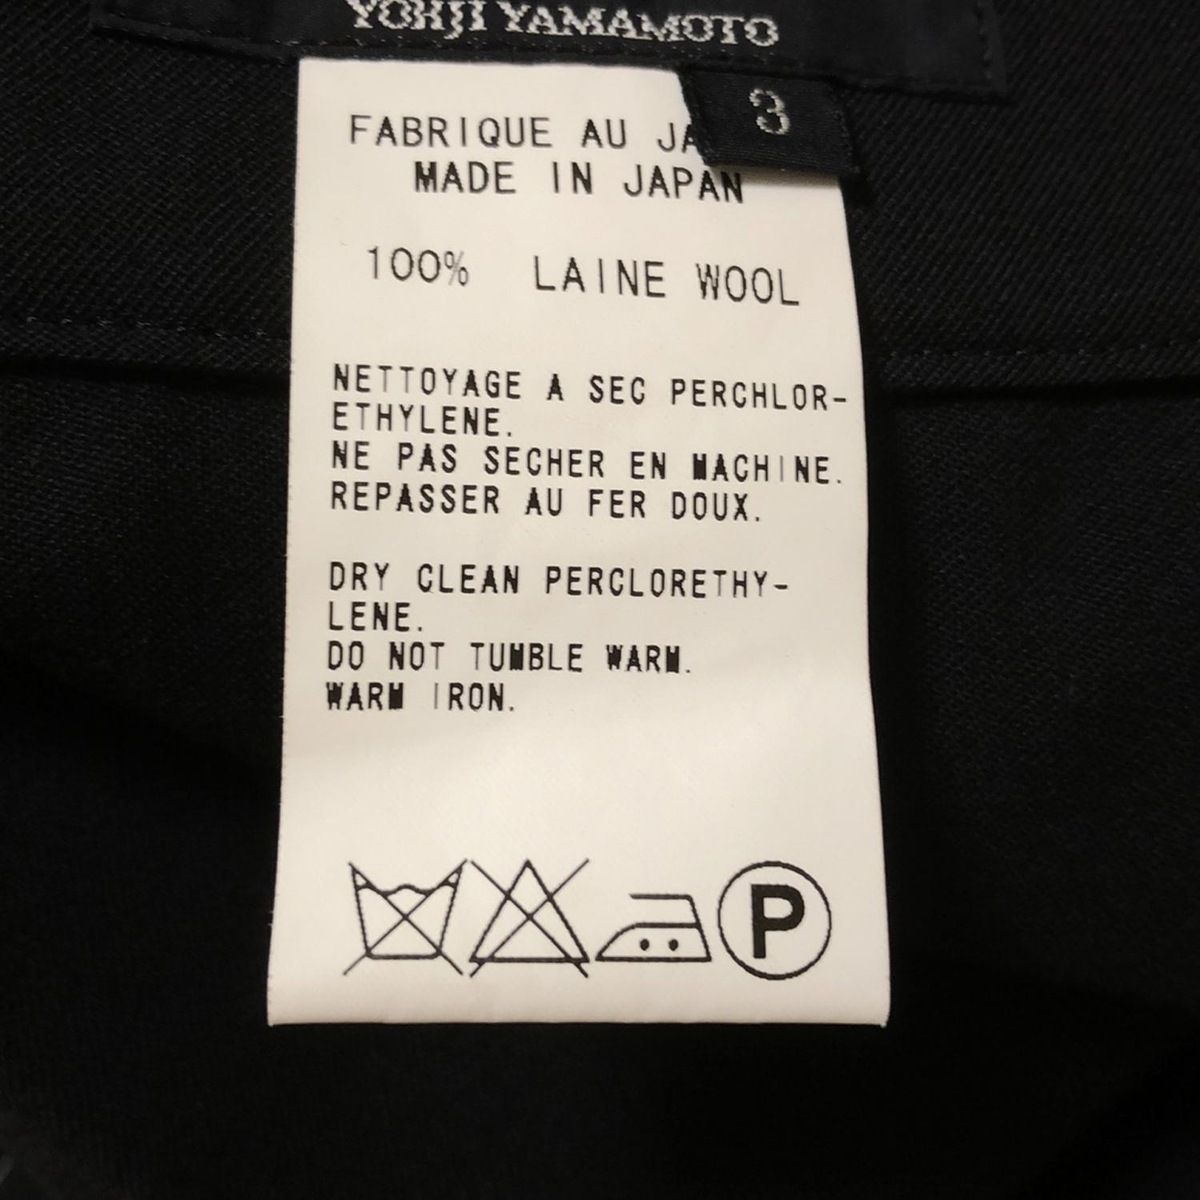 YOHJI YAMAMOTO
3
FABRIQUE AU JA
MADE IN JAPAN
100% LAINE WOOL
NETTOYAGE A SEC PERCHLOR-
ETHYLENE.
NE PAS SECHER EN MACHINE.
REPASSER AU FER DOUX.
DRY CLEAN PERCLORETHY-
LENE.
DO NOT TUMBLE WARM.
WARM IRON.
P